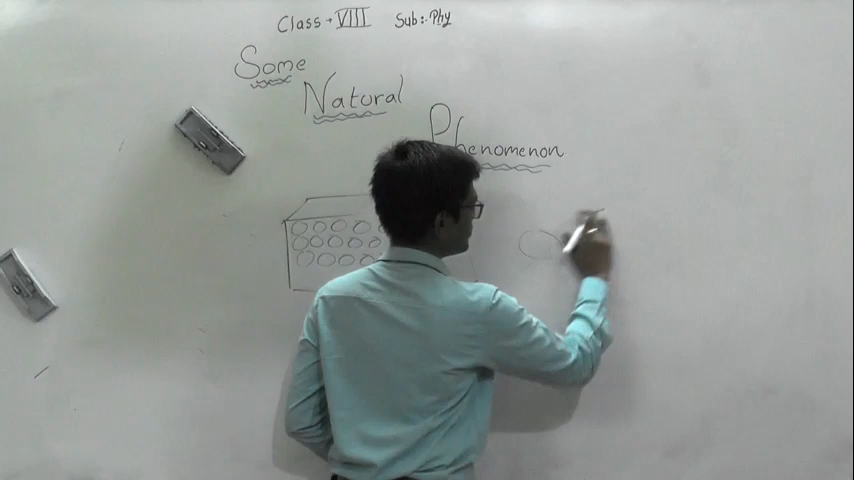 Class → VIII Sub:- Phy
Some
Natural
Phenomenon